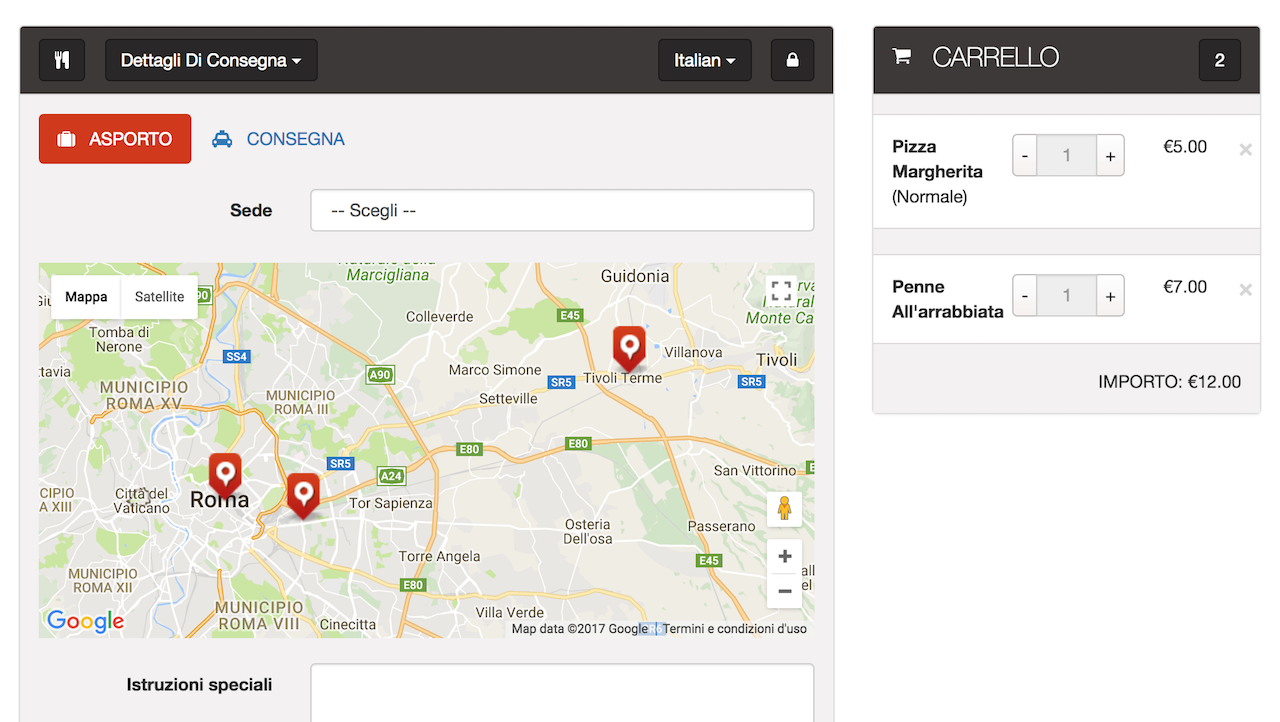 Dettagli Di Consegna
Italian
ASPORTO
CONSEGNA
Sede
-- Scegli --
Mappa
Satellite
Marcigliana
Guidonia
Monte Ca
Colleverde
E45
Tomba di
Nerone
SS4
A90
Marco Simone
Villanova
Tivoli
SR5
Tivoli Terme
SR5
Setteville
MUNICIPIO
ROMA XV
MUNICIPIO
ROMA III
E80
E80
SR5
A24
San Vittorino
Città del
Vaticano
Roma
Tor Sapienza
CIPIO
A XIII
Osteria
Dell'osa
Passerano
Torre Angela
E45
MUNICIPIO
ROMA XII
E80
MUNICIPIO
ROMA VIII
Cinecitta
Villa Verde
Google
Map data ©2017 Google
Termini e condizioni d'uso
Istruzioni speciali
CARRELLO
2
Pizza
Margherita
(Normale)
- 1 +
€5.00
×
Penne
All'arrabbiata
- 1 +
€7.00
×
IMPORTO: €12.00